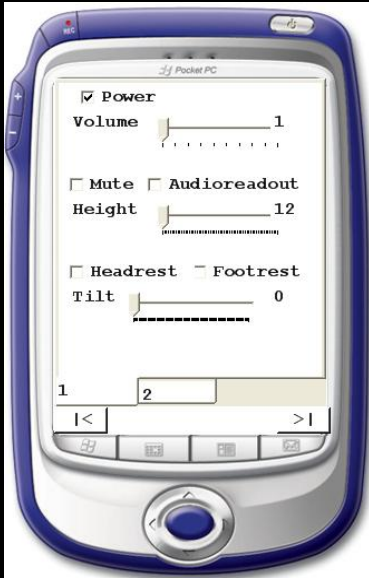 REC
Pocket PC
Power
Volume 1
Mute Audioreadout
Height 12
Headrest Footrest
Tilt 0
1 2
|< >|